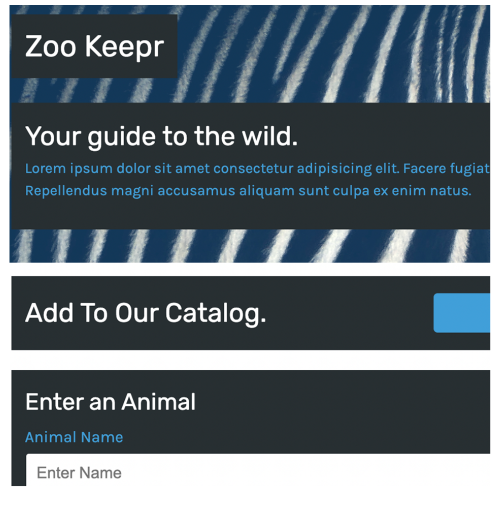 Zoo Keepr
Your guide to the wild.
Lorem ipsum dolor sit amet consectetur adipisicing elit. Facere fugiat
Repellendus magni accusamus aliquam sunt culpa ex enim natus.
Add To Our Catalog.
Enter an Animal
Animal Name
Enter Name